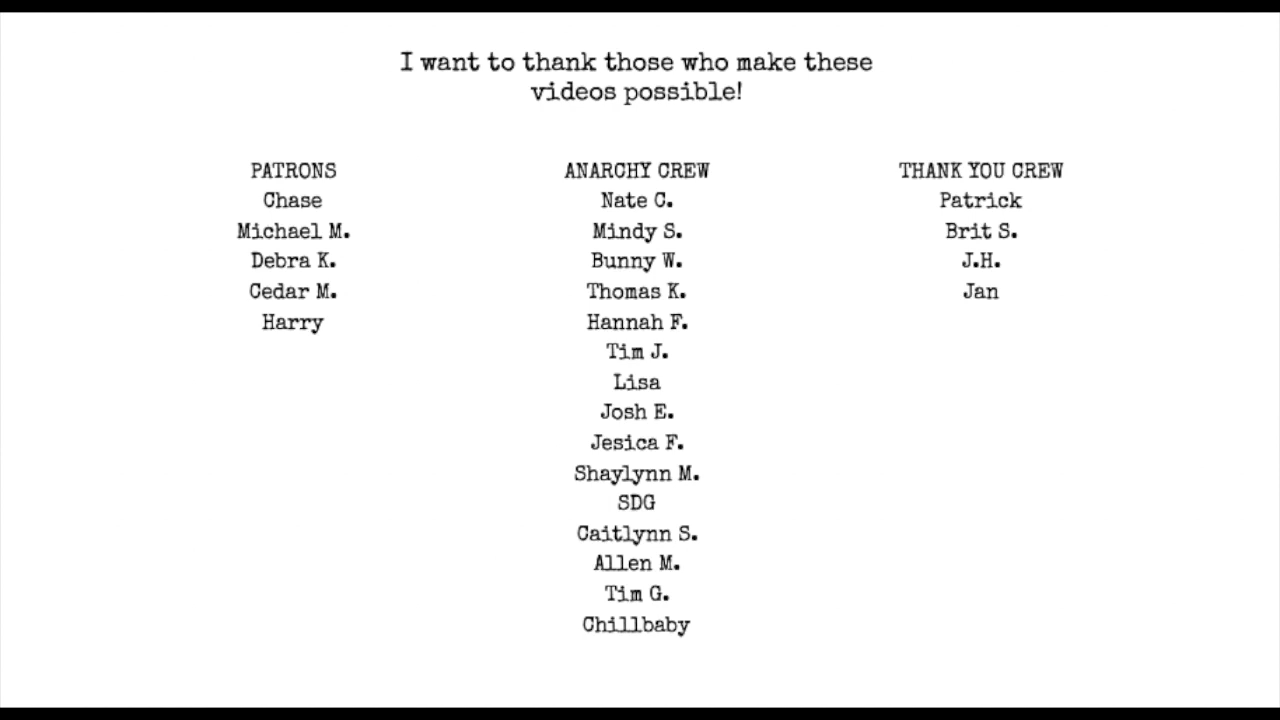 I want to thank those who make these
videos possible!
PATRONS
Chase
Michael M.
Debra K.
Cedar M.
Harry
ANARCHY CREW
Nate C.
Mindy S.
Bunny W.
Thomas K.
Hannah F.
Tim J.
Lisa
Josh E.
Jesica F.
Shaylynn M.
SDG
Caitlynn S.
Allen M.
Tim G.
Chillbaby
THANK YOU CREW
Patrick
Brit S.
J.H.
Jan